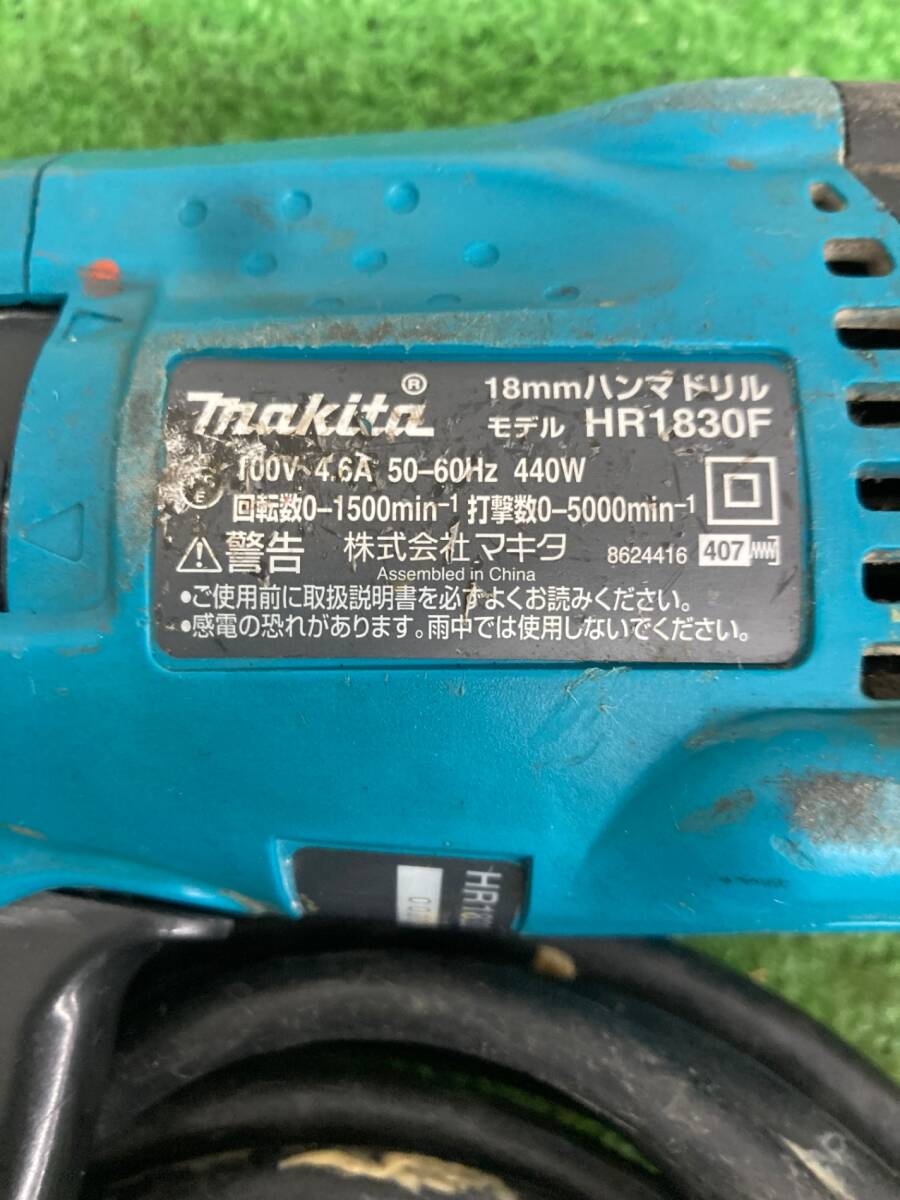 makita®
18mmハンマドリル
モデル HR1830F
100V 4.6A 50-60Hz 440W
回転数0-1500min-1 打撃数0-5000min-1
警告 株式会社マキタ 8624416 407
Assembled in China
•ご使用前に取扱説明書を必ずよくお読みください。
•感電の恐れがあります。雨中では使用しないでください。